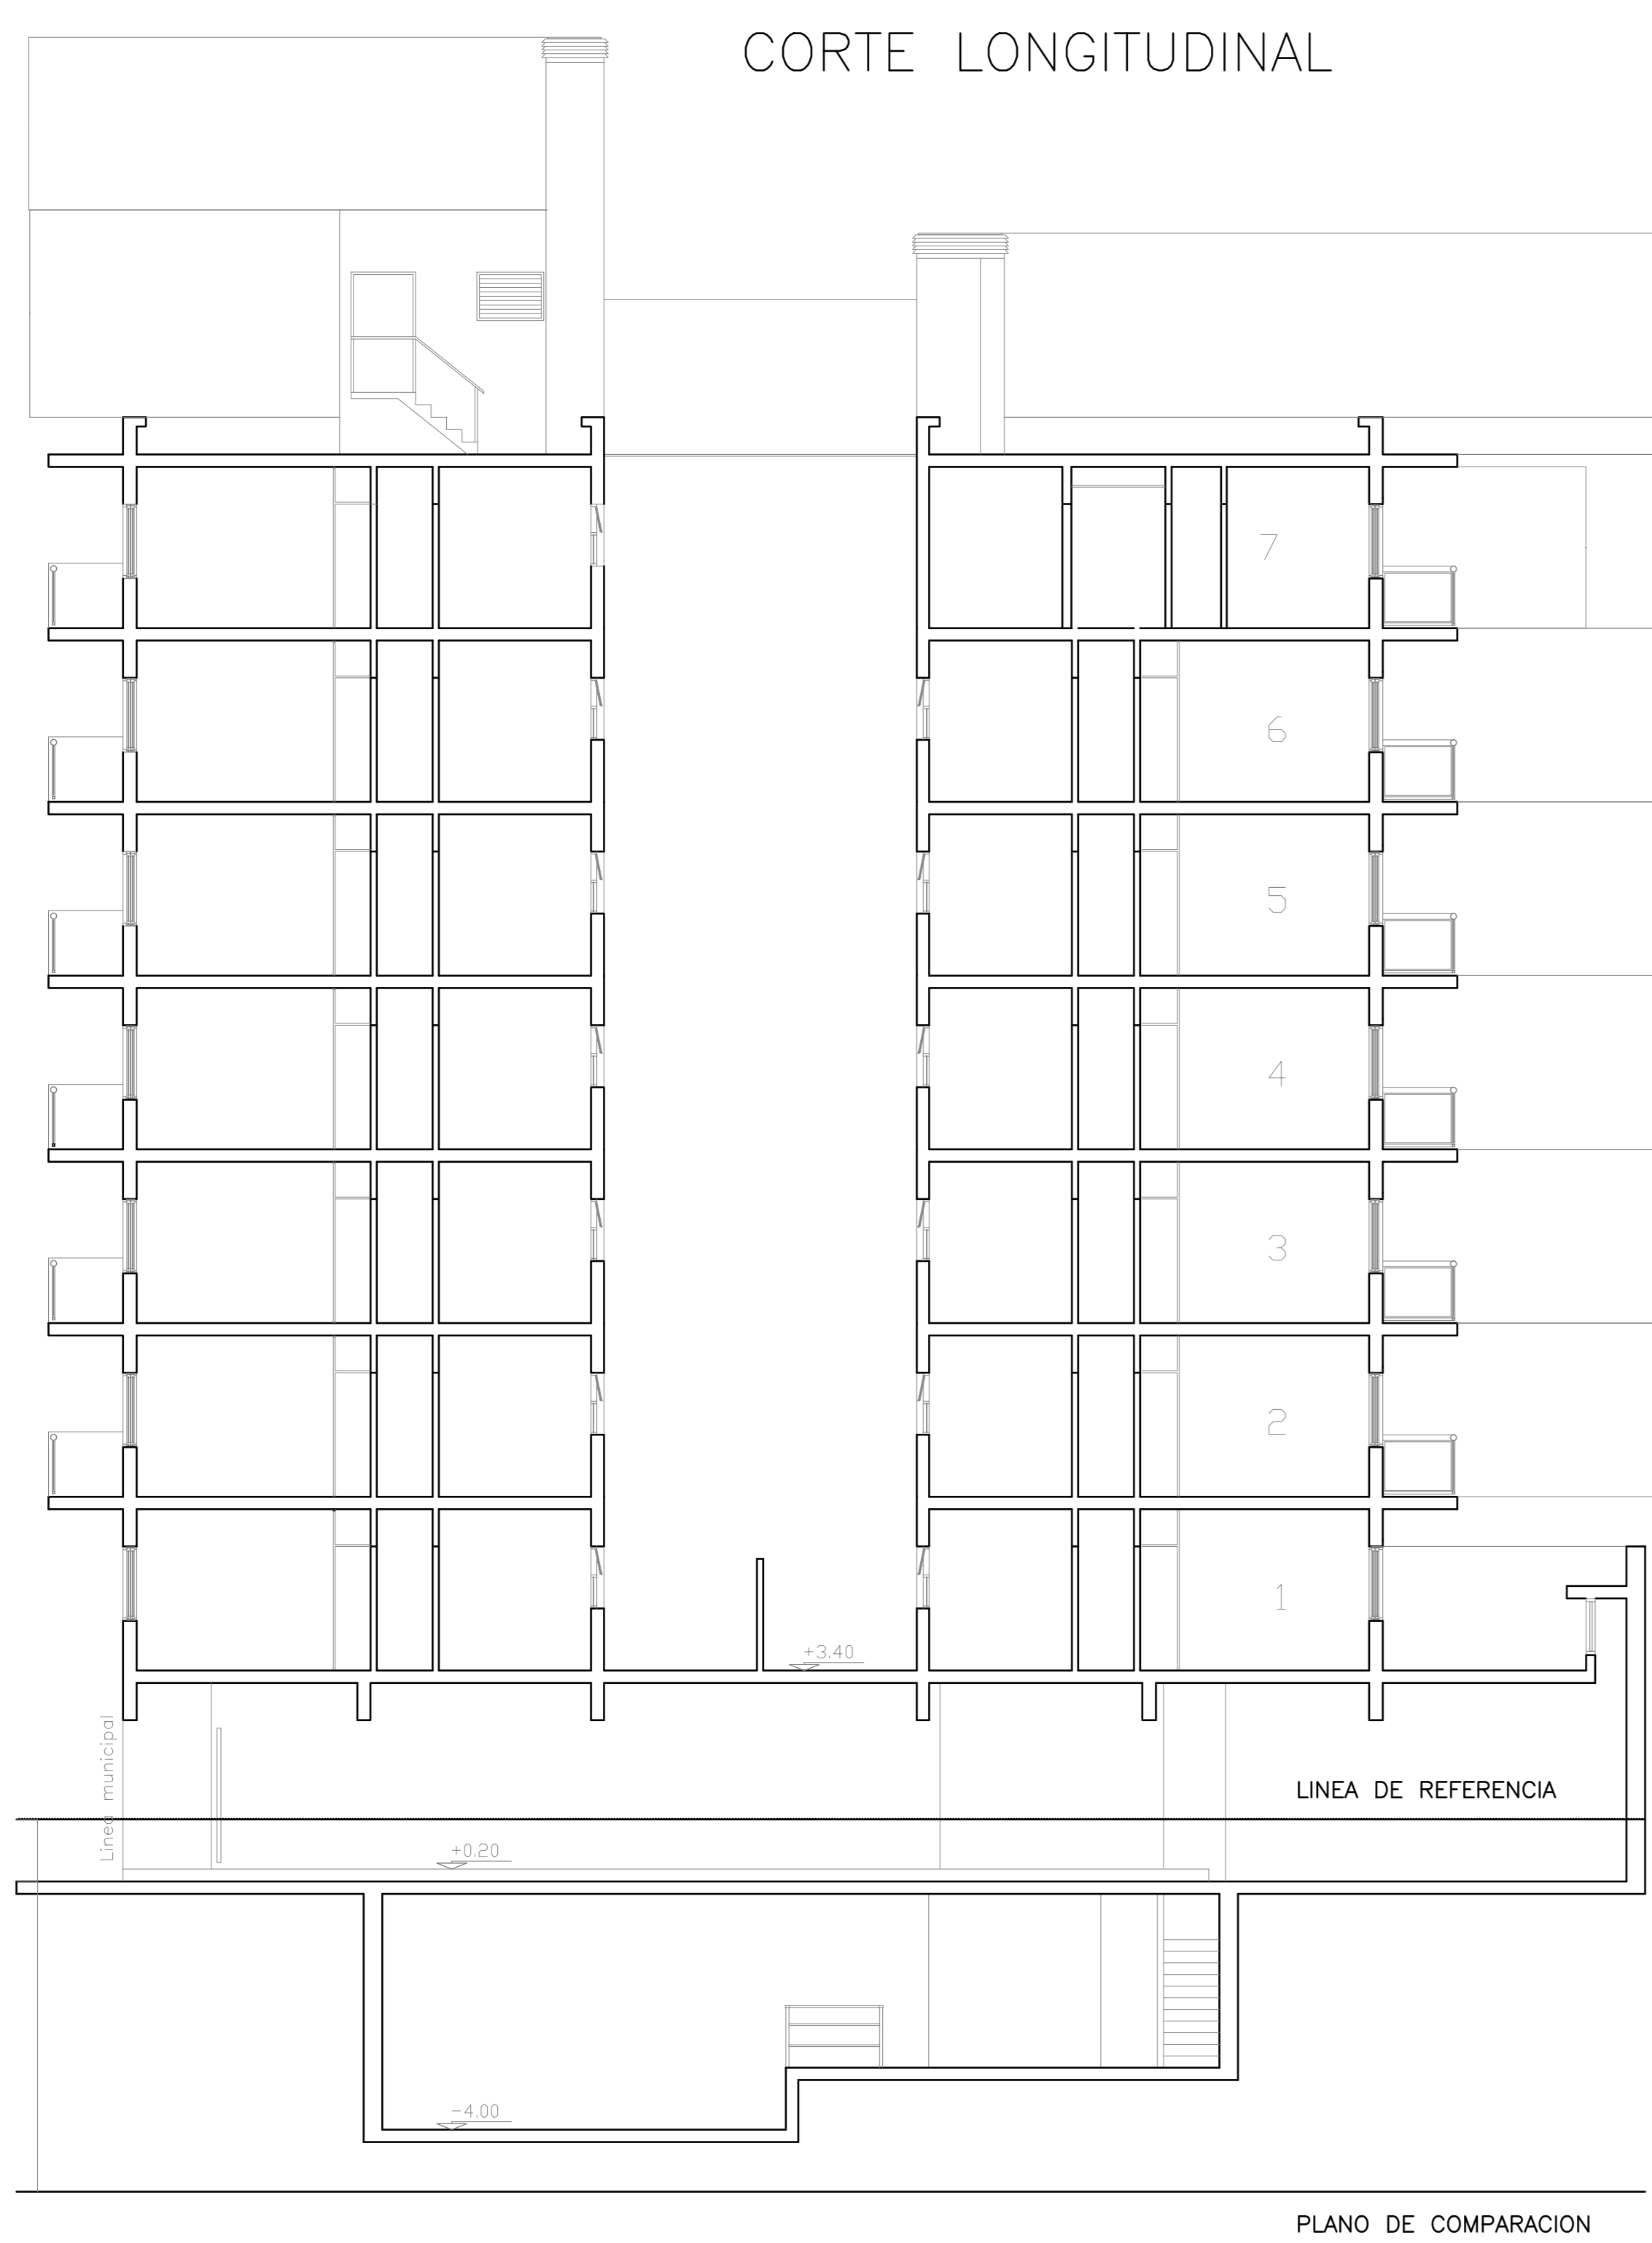 CORTE LONGITUDINAL
7
6
5
4
3
2
1
+3.40
Linea municipal
LINEA DE REFERENCIA
+0.20
-4.00
PLANO DE COMPARACION